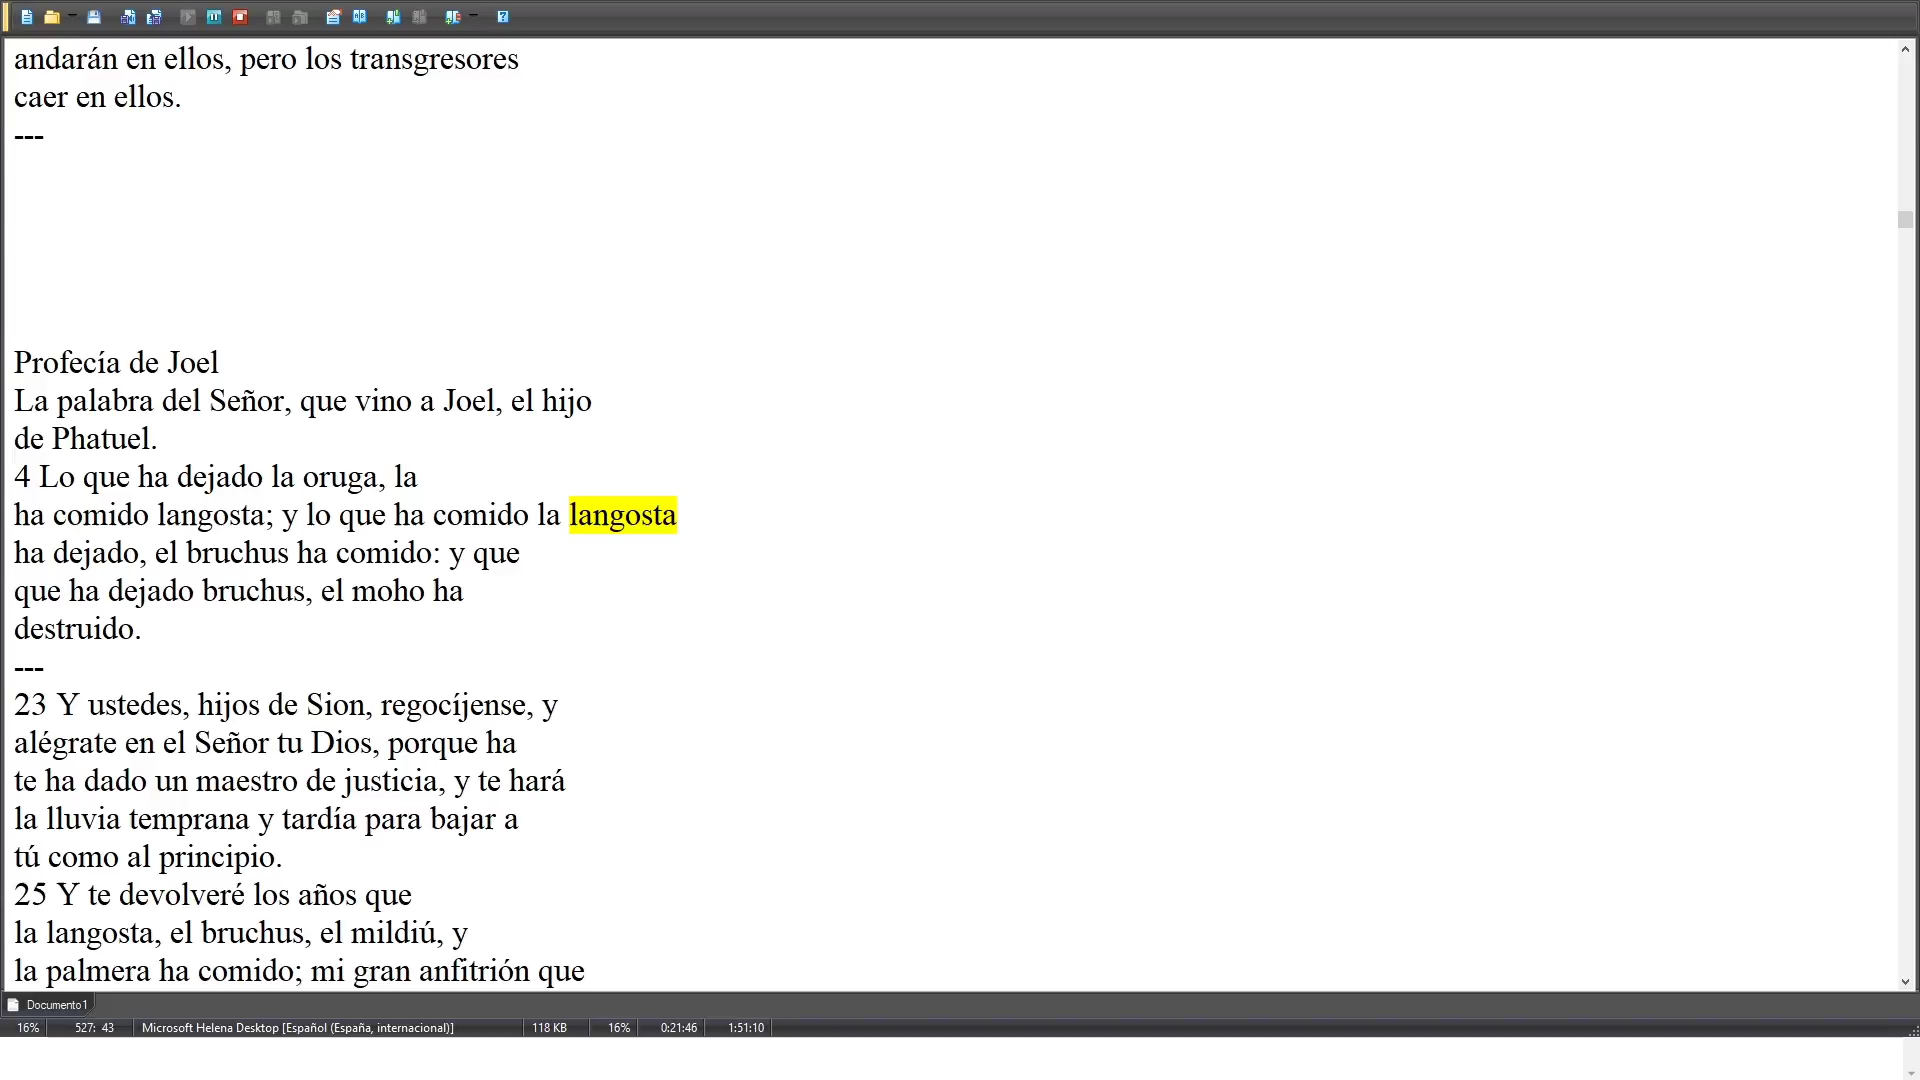 andarán en ellos, pero los transgresores
caer en ellos.
---
Profecía de Joel
La palabra del Señor, que vino a Joel, el hijo
de Phatuel.
4 Lo que ha dejado la oruga, la
ha comido langosta; y lo que ha comido la langosta
ha dejado, el bruchus ha comido: y que
que ha dejado bruchus, el moho ha
destruido.
---
23 Y ustedes, hijos de Sion, regocíjense, y
alégrate en el Señor tu Dios, porque ha
te ha dado un maestro de justicia, y te hará
la lluvia temprana y tardía para bajar a
tú como al principio.
25 Y te devolveré los años que
la langosta, el bruchus, el mildiú, y
la palmera ha comido; mi gran anfitrión que
Documento1
16% 527: 43 Microsoft Helena Desktop [Español (España, internacional)] 118 KB 16% 0:21:46 1:51:10